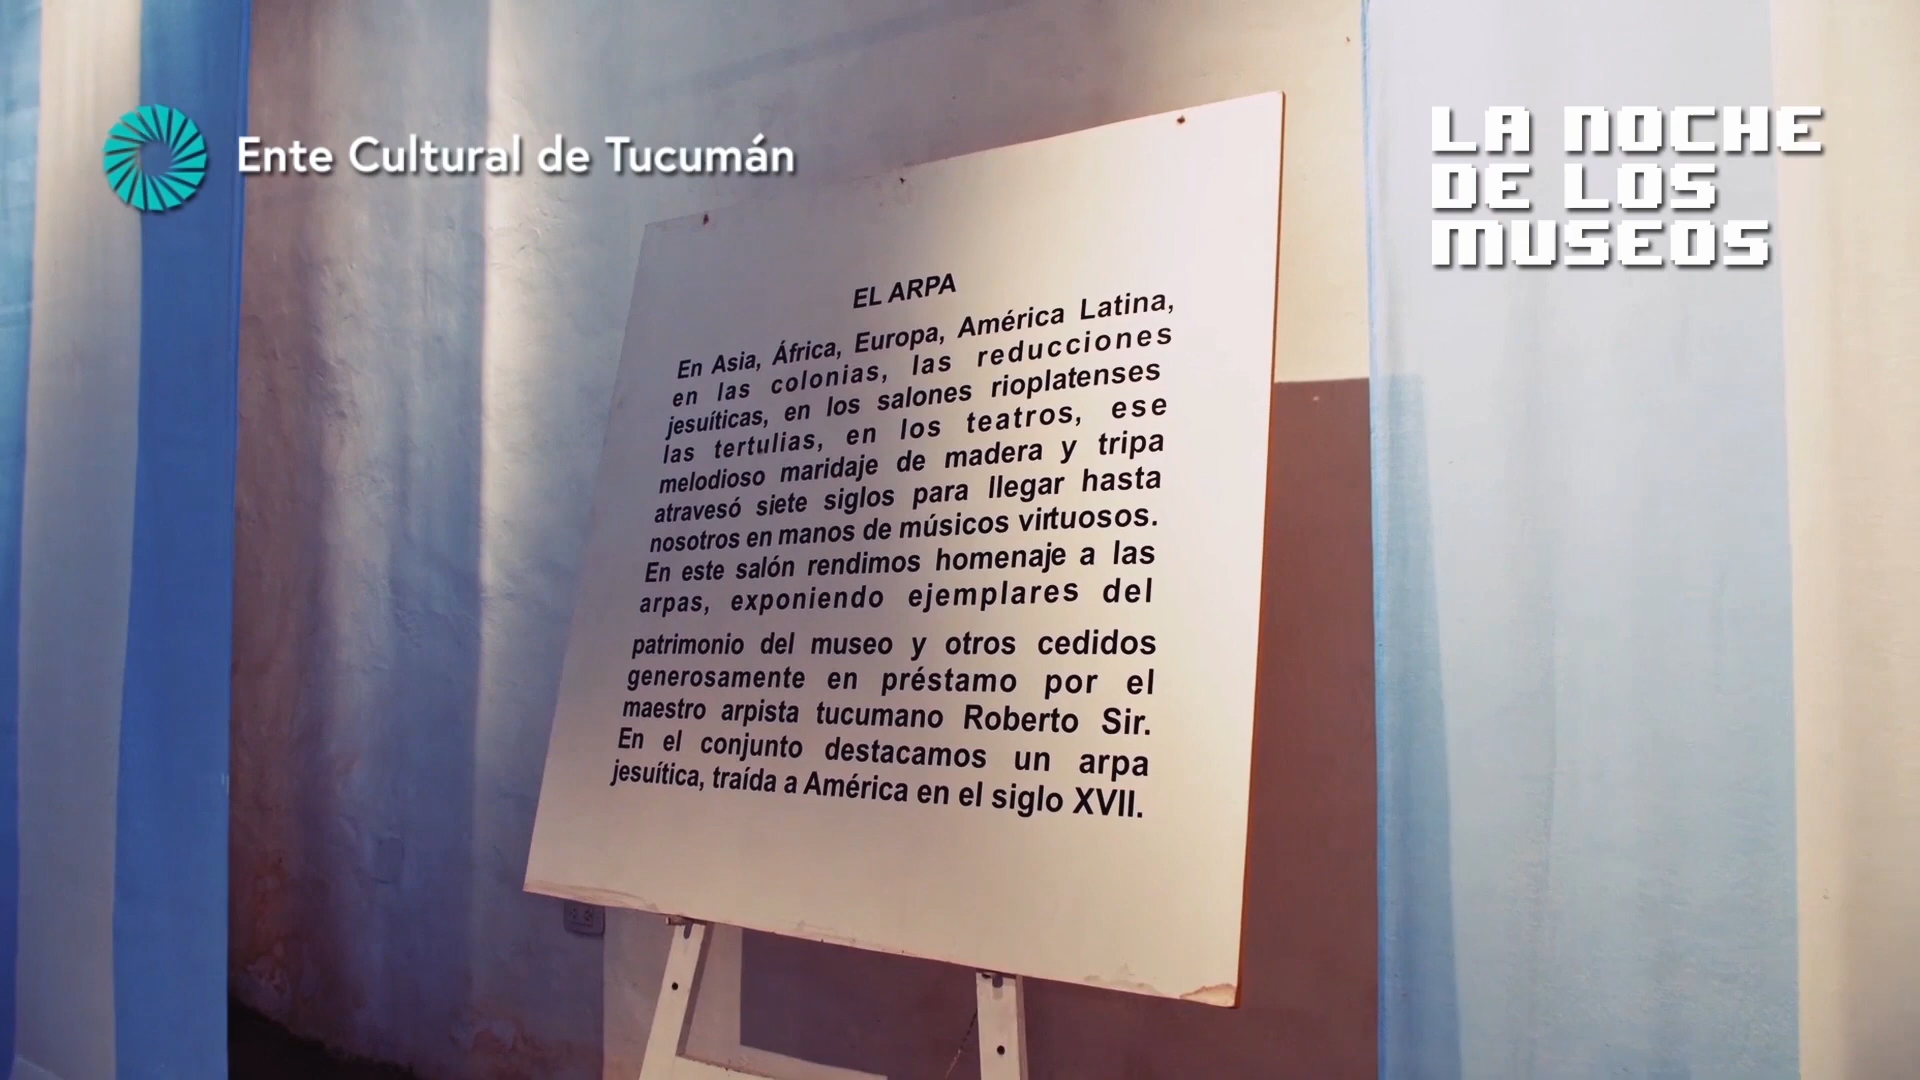 Ente Cultural de Tucumán
LA NOCHE
DE LOS
MUSEOS
EL ARPA
En Asia, África, Europa, América Latina,
en las colonias, las reducciones
jesuíticas, en los salones rioplatenses
las tertulias, en los teatros, ese
melodioso maridaje de madera y tripa
atravesó siete siglos para llegar hasta
nosotros en manos de músicos virtuosos.
En este salón rendimos homenaje a las
arpas, exponiendo ejemplares del
patrimonio del museo y otros cedidos
generosamente en préstamo por el
maestro arpista tucumano Roberto Sir.
En el conjunto destacamos un arpa
jesuítica, traída a América en el siglo XVII.